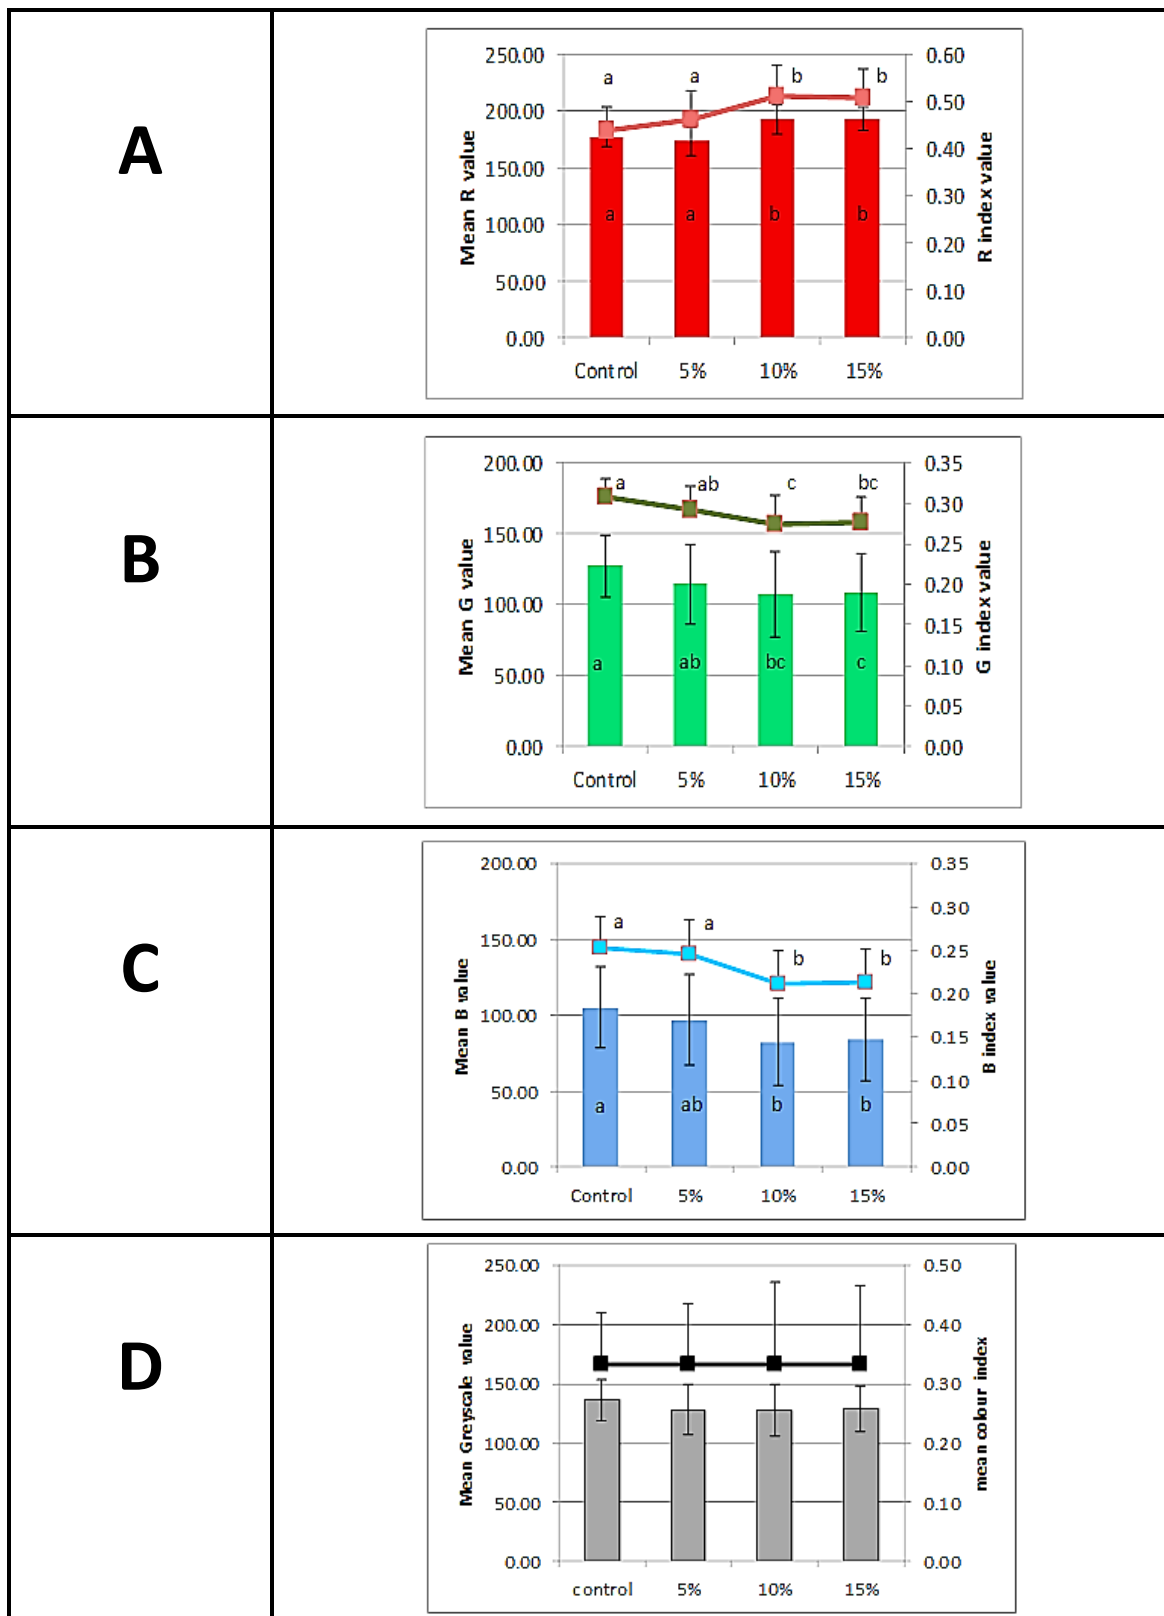 A
250.00 0.60
200.00 0.50
150.00 0.40
100.00 0.30
50.00 0.20
0.00 0.10
0.00
Mean R value
R index value
a a b b
a a b b
Control 5% 10% 15%
B
200.00 0.35
150.00 0.30
100.00 0.25
50.00 0.20
0.00 0.15
0.10
0.05
0.00
Mean G value
G index value
a ab c bc
a ab bc c
Control 5% 10% 15%
C
200.00 0.35
150.00 0.30
100.00 0.25
50.00 0.20
0.00 0.15
0.10
0.05
0.00
Mean B value
B index value
a a b b
a ab b b
Control 5% 10% 15%
D
250.00 0.50
200.00 0.40
150.00 0.30
100.00 0.20
50.00 0.10
0.00 0.00
Mean Greyscale value
mean colour index
control 5% 10% 15%